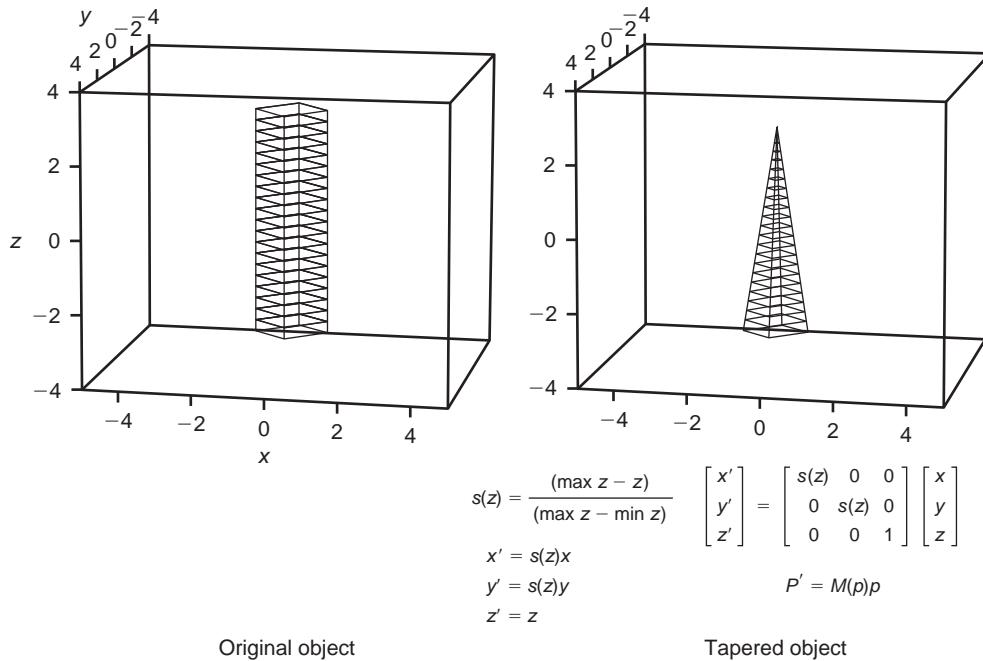 y
4 2 0 −2 −4
4
2
z 0
−2
−4
−4 −2 0 2 4
x
4 2 0 −2 −4
4
2
0
−2
−4
−4 −2 0 2 4
s(z) = (max z − z) / (max z − min z)
x′ = s(z)x
y′ = s(z)y
z′ = z
[x′] = [s(z) 0 0] [x]
[y′] = [0 s(z) 0] [y]
[z′] = [0 0 1] [z]
P′ = M(p)p
Original object
Tapered object